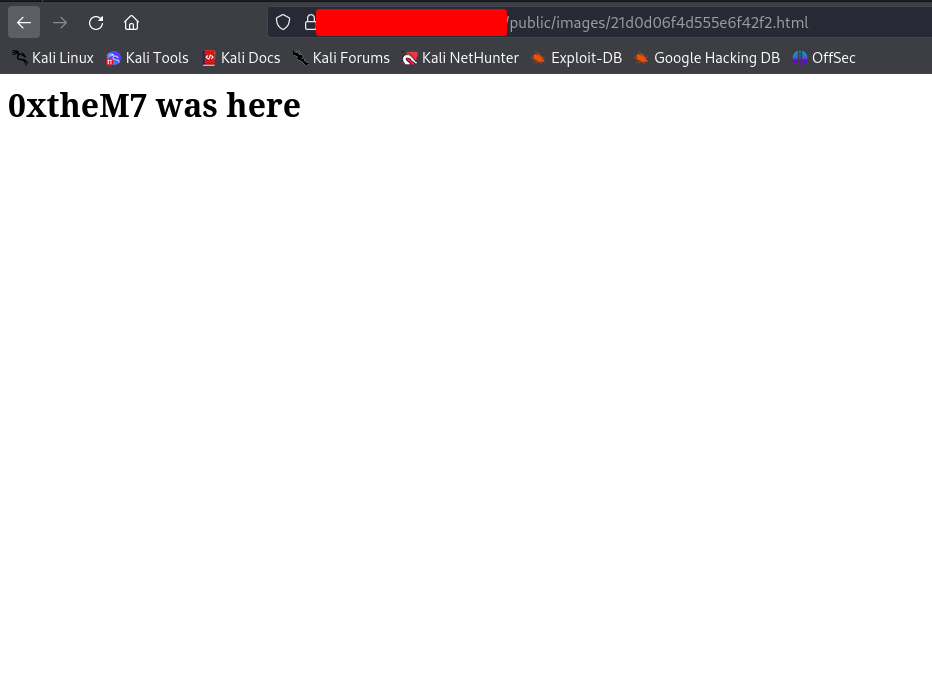 /public/images/21d0d06f4d555e6f42f2.html
Kali Linux Kali Tools Kali Docs Kali Forums Kali NetHunter Exploit-DB Google Hacking DB OffSec
0xtheM7 was here